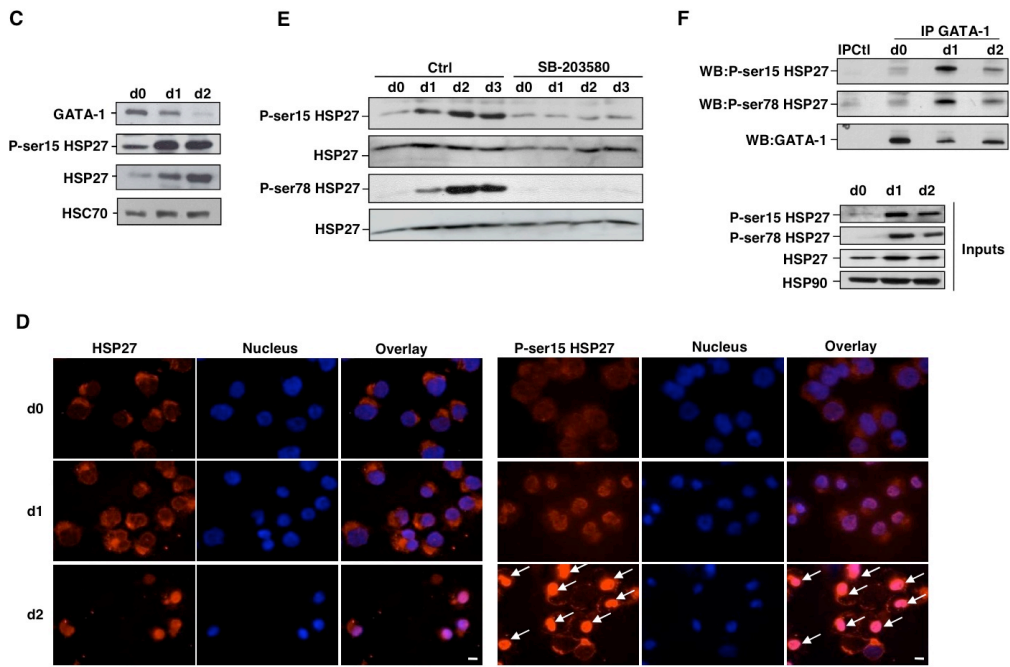 C
d0 d1 d2
GATA-1
P-ser15 HSP27
HSP27
HSC70
E
Ctrl SB-203580
d0 d1 d2 d3 d0 d1 d2 d3
P-ser15 HSP27
HSP27
P-ser78 HSP27
HSP27
F
IP GATA-1
IPCtl d0 d1 d2
WB:P-ser15 HSP27
WB:P-ser78 HSP27
WB:GATA-1
d0 d1 d2
P-ser15 HSP27
P-ser78 HSP27
HSP27
HSP90
Inputs
D
HSP27 Nucleus Overlay P-ser15 HSP27 Nucleus Overlay
d0
d1
d2